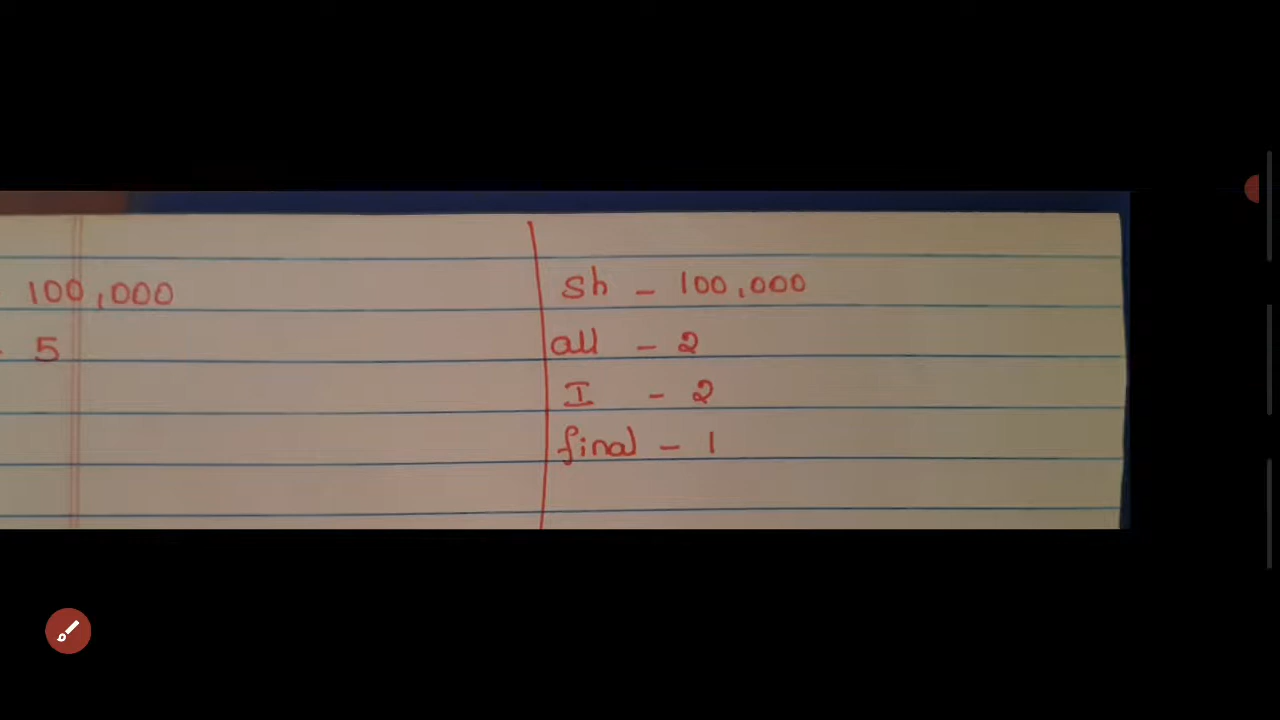 100,000
- 5
Sh - 100,000
all - 2
I - 2
final - 1